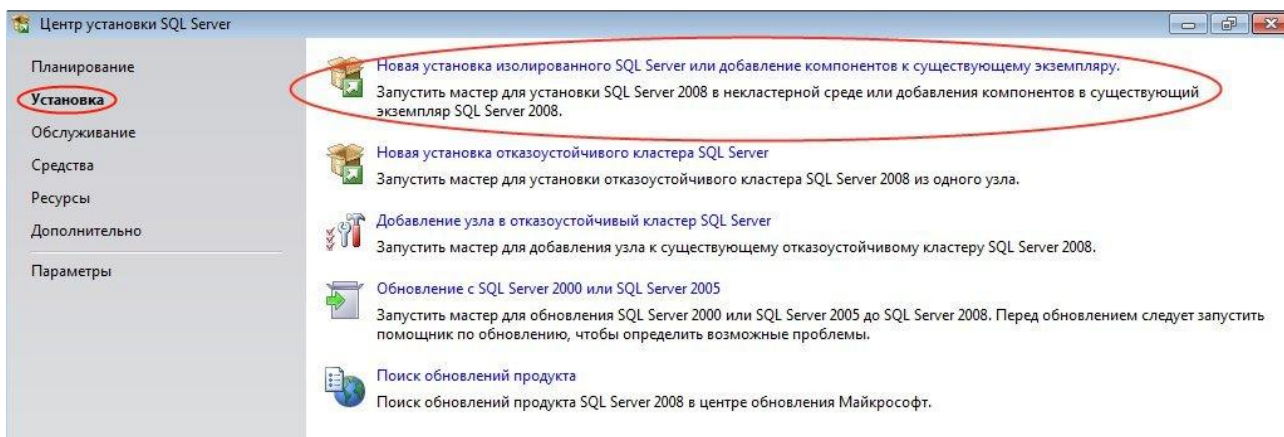 Центр установки SQL Server
Планирование
Установка
Обслуживание
Средства
Ресурсы
Дополнительно
Параметры
Новая установка изолированного SQL Server или добавление компонентов к существующему экземпляру.
Запустить мастер для установки SQL Server 2008 в некластерной среде или добавления компонентов в существующий
экземпляр SQL Server 2008.
Новая установка отказоустойчивого кластера SQL Server
Запустить мастер для установки отказоустойчивого кластера SQL Server 2008 из одного узла.
Добавление узла в отказоустойчивый кластер SQL Server
Запустить мастер для добавления узла к существующему отказоустойчивому кластеру SQL Server 2008.
Обновление с SQL Server 2000 или SQL Server 2005
Запустить мастер для обновления SQL Server 2000 или SQL Server 2005 до SQL Server 2008. Перед обновлением следует запустить
помощник по обновлению, чтобы определить возможные проблемы.
Поиск обновлений продукта
Поиск обновлений продукта SQL Server 2008 в центре обновления Майкрософт.